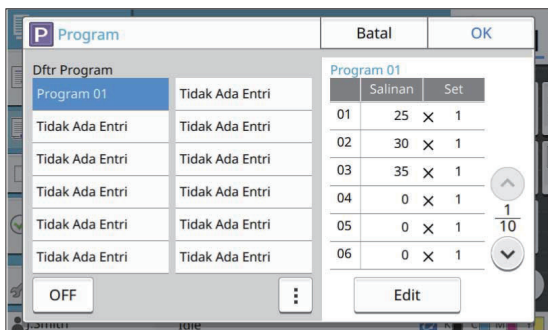 P Program
Batal
OK
Dftr Program
Program 01
Tidak Ada Entri
Tidak Ada Entri
Tidak Ada Entri
Tidak Ada Entri
Tidak Ada Entri
Tidak Ada Entri
Tidak Ada Entri
Tidak Ada Entri
Tidak Ada Entri
Tidak Ada Entri
Tidak Ada Entri
OFF
Program 01
Salinan Set
01 25 × 1
02 30 × 1
03 35 × 1
04 0 × 1
05 0 × 1
06 0 × 1
1
10
Edit
J.Smith Idle K C M Y